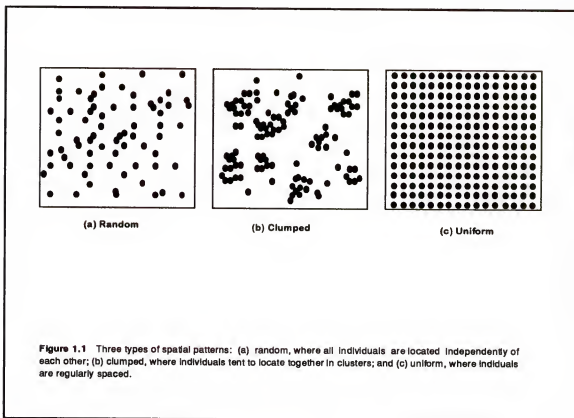 (a) Random
(b) Clumped
(c) Uniform
Figure 1.1 Three types of spatial patterns: (a) random, where all individuals are located independently of
each other; (b) clumped, where individuals tent to locate together in clusters; and (c) uniform, where indiduals
are regularly spaced.